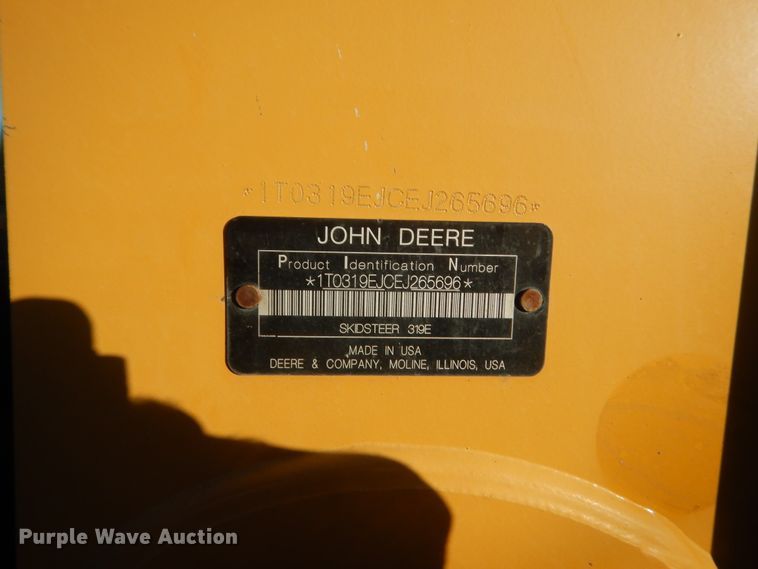 *1T0319EJCEJ265696*
JOHN DEERE
Product Identification Number
*1T0319EJCEJ265696*
SKIDSTEER 319E
MADE IN USA
DEERE & COMPANY, MOLINE, ILLINOIS, USA
Purple Wave Auction